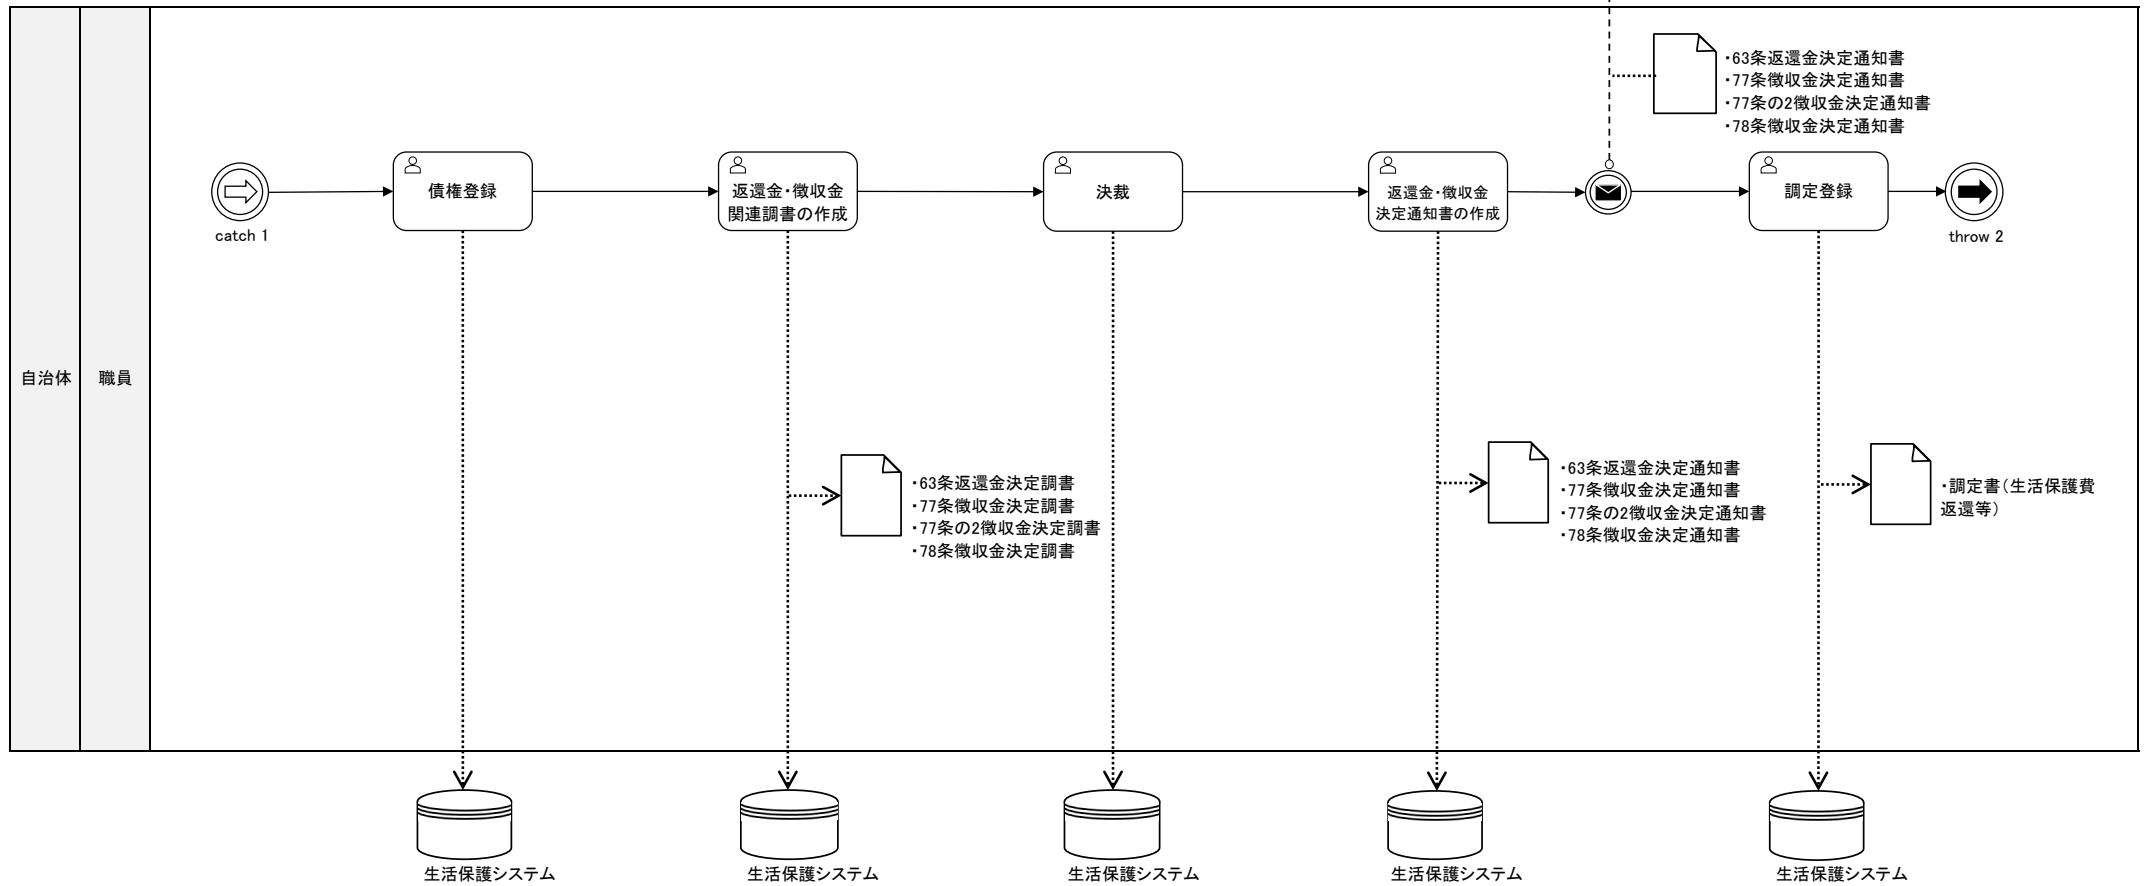 ・63条返還金決定通知書
・77条徴収金決定通知書
・77条の2徴収金決定通知書
・78条徴収金決定通知書
債権登録
返還金・徴収金
関連調書の作成
決裁
返還金・徴収金
決定通知書の作成
調定登録
catch 1
throw 2
自治体
職員
・63条返還金決定調書
・77条徴収金決定調書
・77条の2徴収金決定調書
・78条徴収金決定調書
・63条返還金決定通知書
・77条徴収金決定通知書
・77条の2徴収金決定通知書
・78条徴収金決定通知書
・調定書(生活保護費
返還等)
生活保護システム
生活保護システム
生活保護システム
生活保護システム
生活保護システム